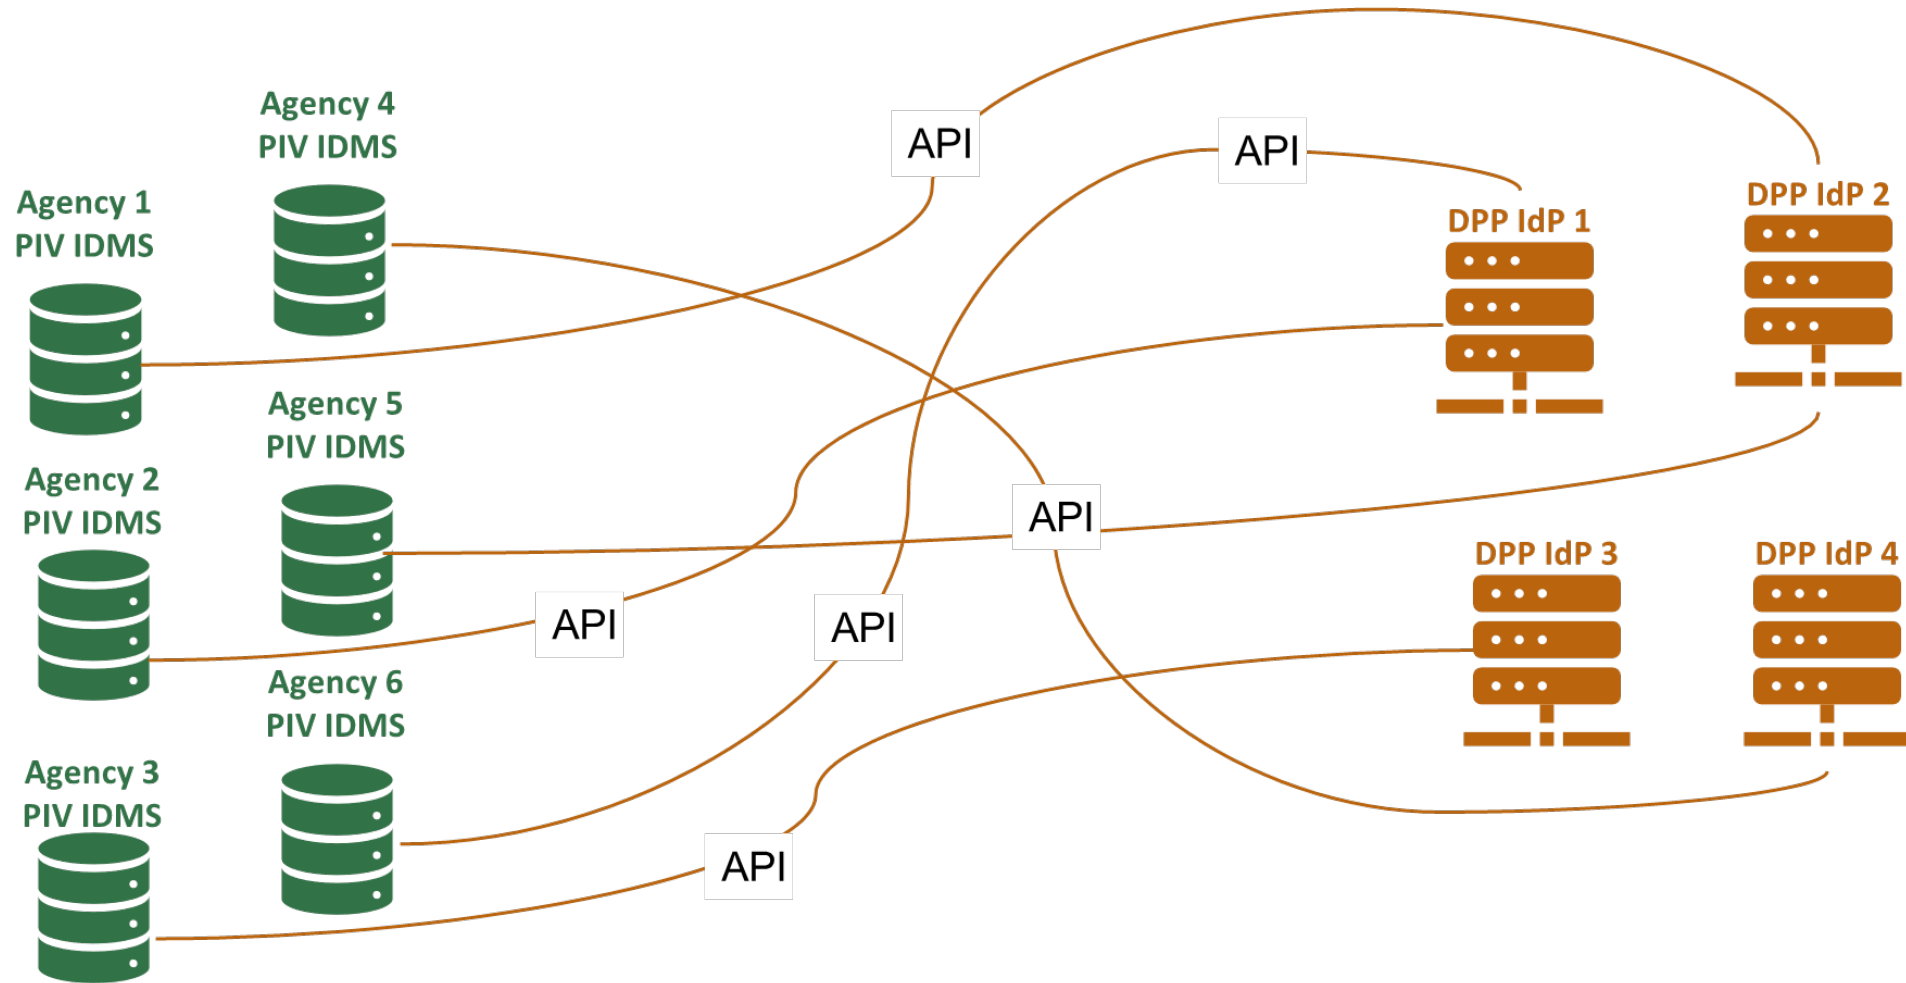 Agency 4
PIV IDMS
Agency 1
PIV IDMS
API
API
DPP IdP 2
DPP IdP 1
Agency 5
PIV IDMS
Agency 2
PIV IDMS
API
DPP IdP 3
DPP IdP 4
API
API
Agency 6
PIV IDMS
Agency 3
PIV IDMS
API